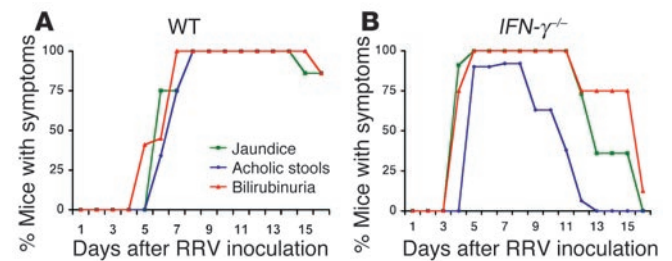 A WT
% Mice with symptoms
100
75
50
25
0
Jaundice
Acholic stools
Bilirubinuria
1 3 5 7 9 11 13 15
Days after RRV inoculation
B IFN-γ⁻/⁻
% Mice with symptoms
100
75
50
25
0
1 3 5 7 9 11 13 15
Days after RRV inoculation